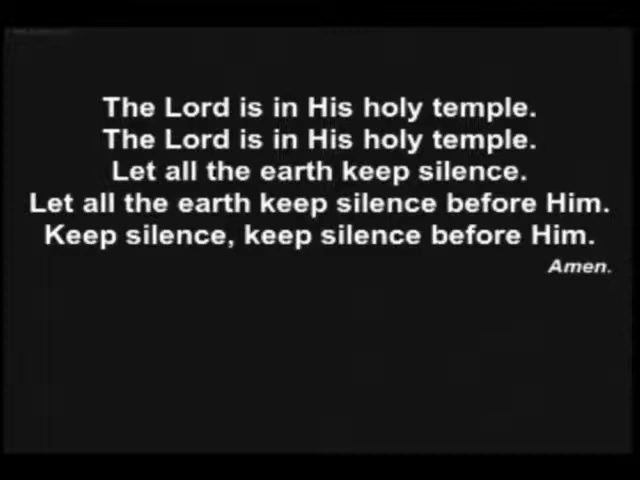 The Lord is in His holy temple.
The Lord is in His holy temple.
Let all the earth keep silence.
Let all the earth keep silence before Him.
Keep silence, keep silence before Him.
Amen.